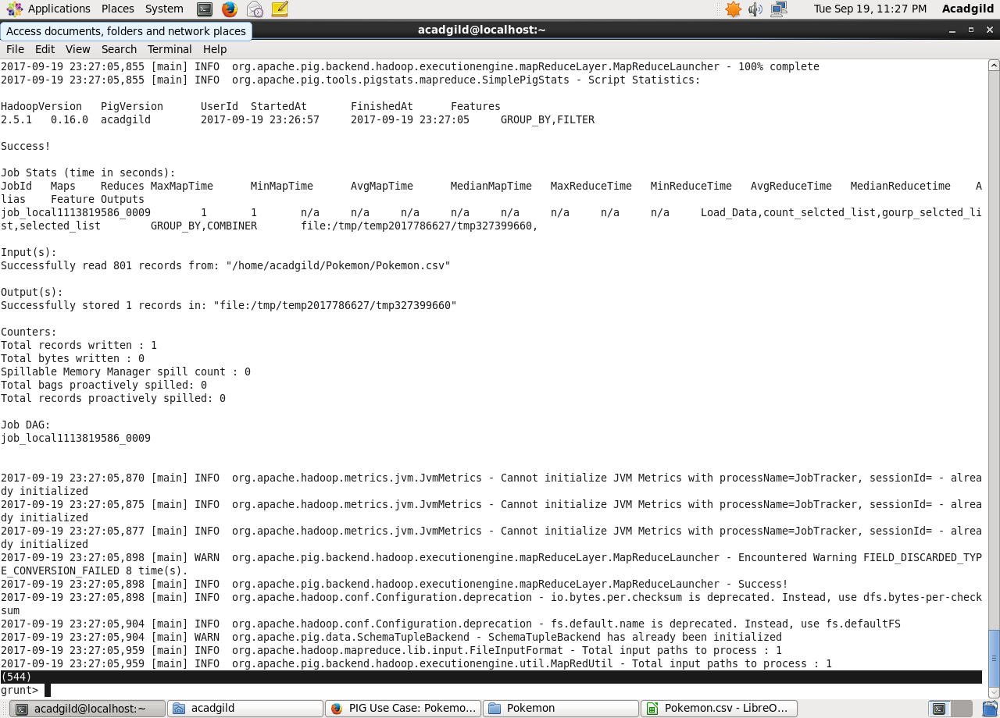 Applications Places System Tue Sep 19, 11:27 PM Acadgild
Access documents, folders and network places
acadgild@localhost:~
File Edit View Search Terminal Help
2017-09-19 23:27:05,855 [main] INFO  org.apache.pig.backend.hadoop.executionengine.mapReduceLayer.MapReduceLauncher - 100% complete
2017-09-19 23:27:05,855 [main] INFO  org.apache.pig.tools.pigstats.mapreduce.SimplePigStats - Script Statistics:
HadoopVersion   PigVersion      UserId  StartedAt       FinishedAt      Features
2.5.1   0.16.0  acadgild        2017-09-19 23:26:57     2017-09-19 23:27:05     GROUP_BY,FILTER
Success!
Job Stats (time in seconds):
JobId   Maps    Reduces MaxMapTime      MinMapTime      AvgMapTime      MedianMapTime   MaxReduceTime   MinReduceTime   AvgReduceTime   MedianReducetime    A
lias    Feature Outputs
job_local1113819586_0009        1       1       n/a     n/a     n/a     n/a     n/a     n/a     n/a     n/a     Load_Data,count_selcted_list,gourp_selcted_li
st,selected_list        GROUP_BY,COMBINER       file:/tmp/temp2017786627/tmp327399660,
Input(s):
Successfully read 801 records from: "/home/acadgild/Pokemon/Pokemon.csv"
Output(s):
Successfully stored 1 records in: "file:/tmp/temp2017786627/tmp327399660"
Counters:
Total records written : 1
Total bytes written : 0
Spillable Memory Manager spill count : 0
Total bags proactively spilled: 0
Total records proactively spilled: 0
Job DAG:
job_local1113819586_0009
2017-09-19 23:27:05,870 [main] INFO  org.apache.hadoop.metrics.jvm.JvmMetrics - Cannot initialize JVM Metrics with processName=JobTracker, sessionId= - alrea
dy initialized
2017-09-19 23:27:05,875 [main] INFO  org.apache.hadoop.metrics.jvm.JvmMetrics - Cannot initialize JVM Metrics with processName=JobTracker, sessionId= - alrea
dy initialized
2017-09-19 23:27:05,877 [main] INFO  org.apache.hadoop.metrics.jvm.JvmMetrics - Cannot initialize JVM Metrics with processName=JobTracker, sessionId= - alrea
dy initialized
2017-09-19 23:27:05,898 [main] WARN  org.apache.pig.backend.hadoop.executionengine.mapReduceLayer.MapReduceLauncher - Encountered Warning FIELD_DISCARDED_TYP
E_CONVERSION_FAILED 8 time(s).
2017-09-19 23:27:05,898 [main] INFO  org.apache.pig.backend.hadoop.executionengine.mapReduceLayer.MapReduceLauncher - Success!
2017-09-19 23:27:05,898 [main] INFO  org.apache.hadoop.conf.Configuration.deprecation - io.bytes.per.checksum is deprecated. Instead, use dfs.bytes-per-check
sum
2017-09-19 23:27:05,904 [main] INFO  org.apache.hadoop.conf.Configuration.deprecation - fs.default.name is deprecated. Instead, use fs.defaultFS
2017-09-19 23:27:05,904 [main] WARN  org.apache.pig.data.SchemaTupleBackend - SchemaTupleBackend has already been initialized
2017-09-19 23:27:05,959 [main] INFO  org.apache.hadoop.mapreduce.lib.input.FileInputFormat - Total input paths to process : 1
2017-09-19 23:27:05,959 [main] INFO  org.apache.pig.backend.hadoop.executionengine.util.MapRedUtil - Total input paths to process : 1
(544)
grunt>
acadgild@localhost:~ acadgild PIG Use Case: Pokemo... Pokemon Pokemon.csv - LibreO...